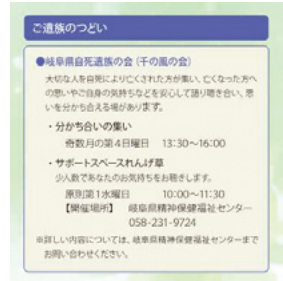 ご遺族のつどい
●岐阜県自死遺族の会（千の風の会）
大切な人を自死により亡くされた方が集い、亡くなった方へ
の思いやご自身の気持ちなどを安心して語り聴き合い、思
いを分かち合える場があります。
・分かち合いの集い
奇数月の第4日曜日　13:30～16:00
・サポートスペースれんげ草
少人数であなたのお気持ちをお聴きします。
原則第1水曜日　10:00～11:30
【開催場所】　岐阜県精神保健福祉センター
058-231-9724
※詳しい内容については、岐阜県精神保健福祉センターまで
お問い合わせください。